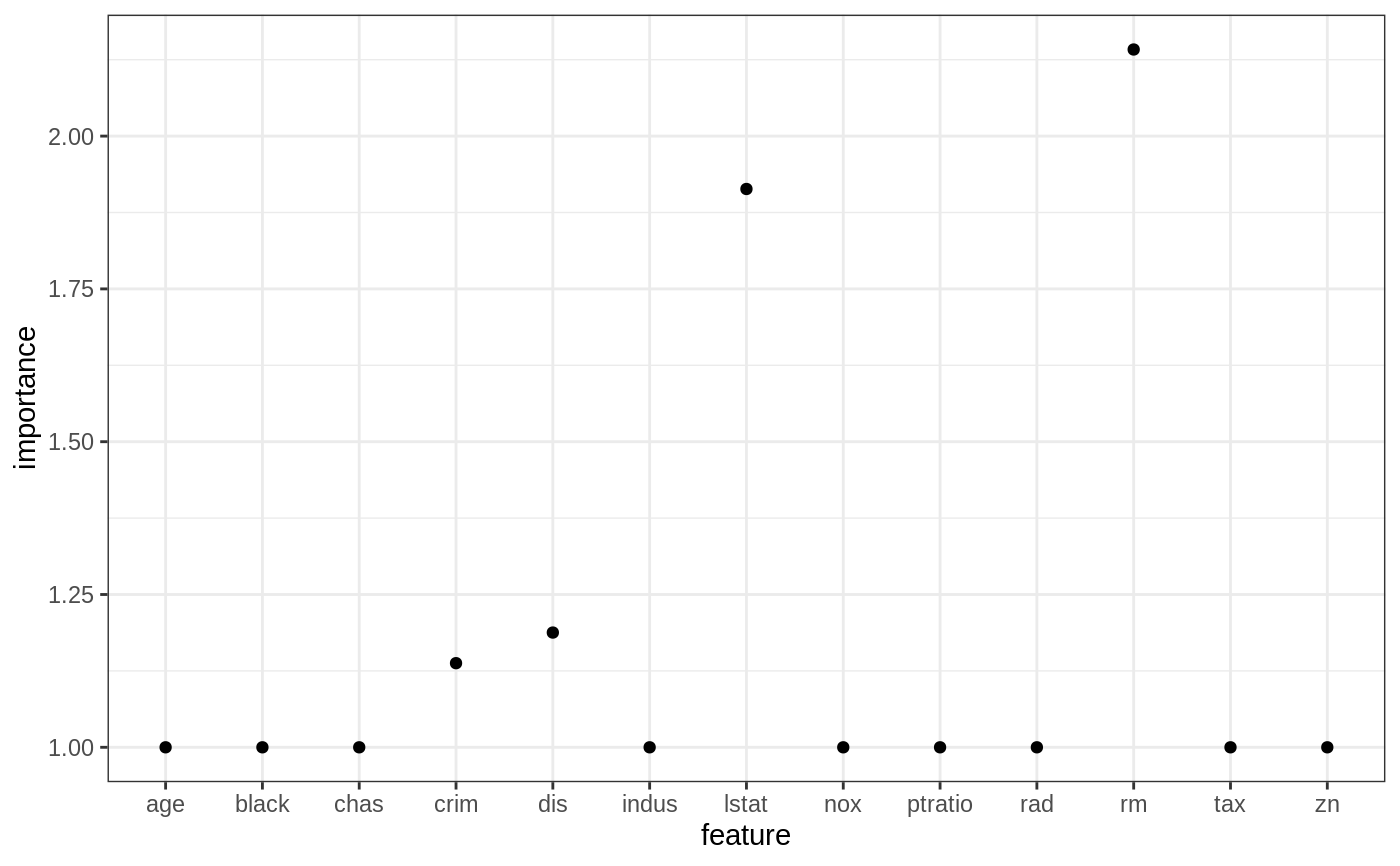 importance
2.00
1.75
1.50
1.25
1.00
age black chas crim dis indus lstat nox ptratio rad rm tax zn
feature